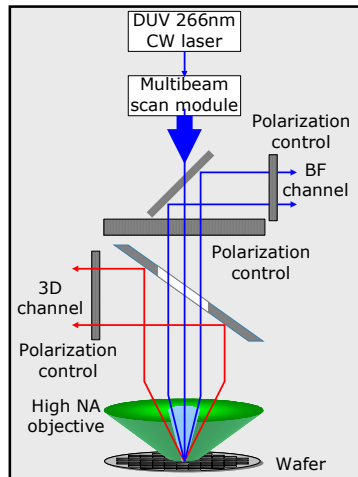 DUV 266nm
CW laser
Multibeam
scan module
Polarization
control
BF
channel
Polarization
control
3D
channel
Polarization
control
High NA
objective
Wafer